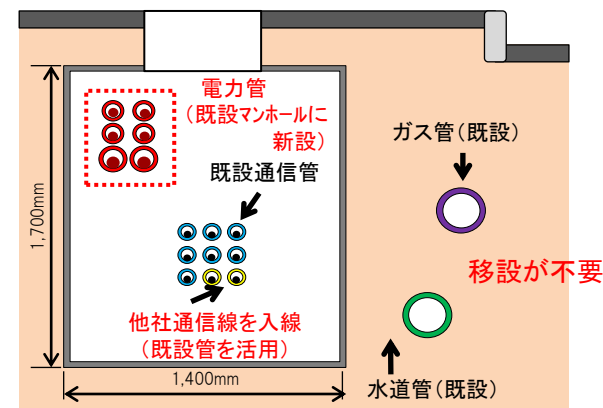 電力管
（既設マンホールに
新設）
既設通信管
ガス管（既設）
1,700mm
移設が不要
他社通信線を入線
（既設管を活用）
1,400mm
水道管（既設）